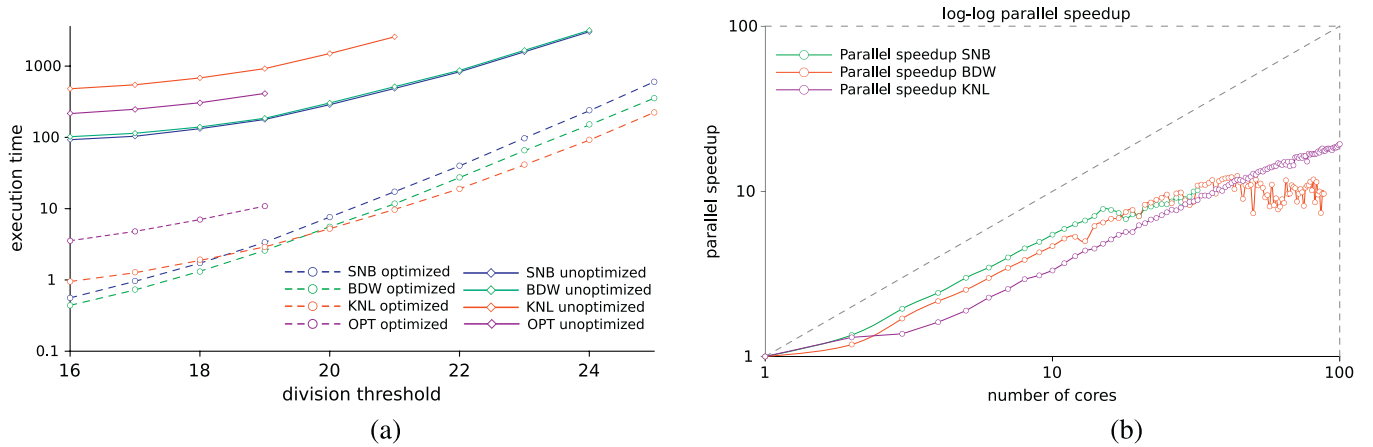 1000
100
10
1
0.1
execution time
16
18
20
22
24
division threshold
SNB optimized
BDW optimized
KNL optimized
OPT optimized
SNB unoptimized
BDW unoptimized
KNL unoptimized
OPT unoptimized
(a)
log-log parallel speedup
100
10
1
parallel speedup
Parallel speedup SNB
Parallel speedup BDW
Parallel speedup KNL
1
10
100
number of cores
(b)